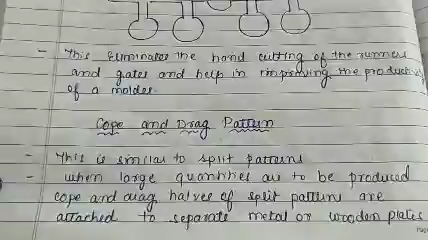 - This Eliminates the hand cutting of the runners
and gates and help in improving the productivity
of a molder
Cope and Drag Pattern
- This is similar to split patterns
- when large quantities are to be produced
cope and drag halves of split pattern are
attached to separate metal or wooden plates